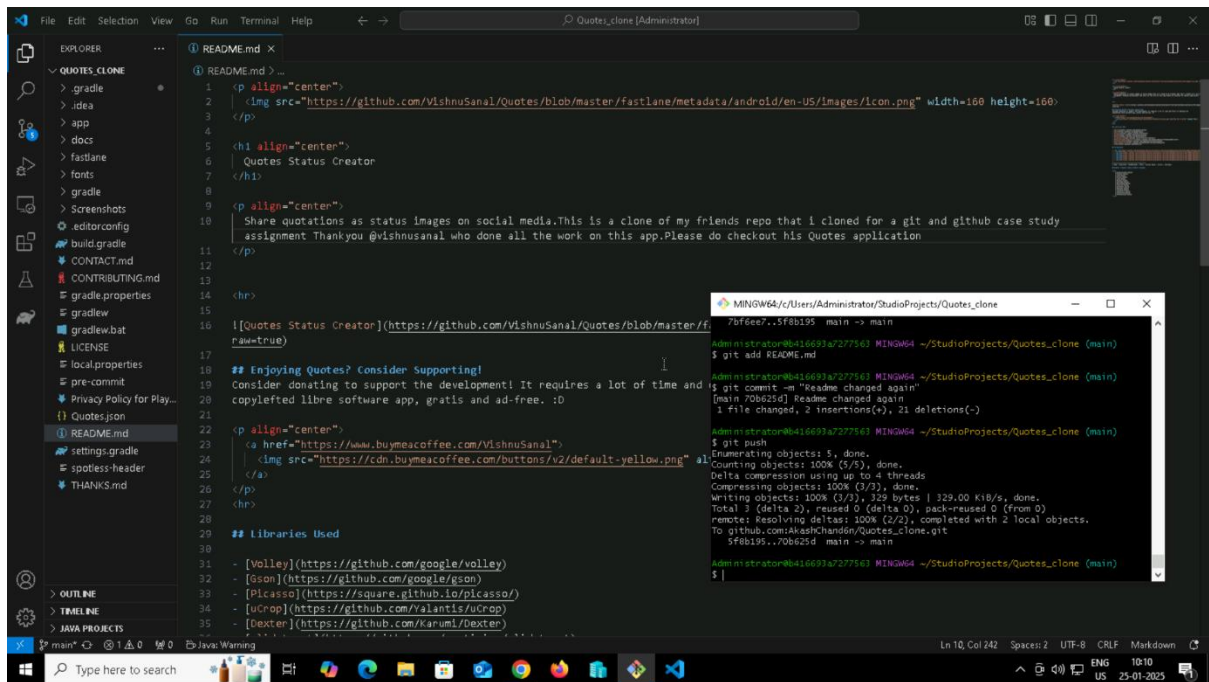 File Edit Selection View Go Run Terminal Help
Quotes_clone [Administrator]
EXPLORER
QUOTES_CLONE
.gradle
.idea
app
docs
fastlane
fonts
gradle
Screenshots
.editorconfig
build.gradle
CONTACT.md
CONTRIBUTING.md
gradle.properties
gradlew
gradlew.bat
LICENSE
local.properties
pre-commit
Privacy Policy for Play...
Quotes.json
README.md
settings.gradle
spotless-header
THANKS.md
OUTLINE
TIMELINE
JAVA PROJECTS
README.md
README.md > ...
1 <p align="center">
2 <img src="https://github.com/VishnuSanal/Quotes/blob/master/fastlane/metadata/android/en-US/images/icon.png" width=160 height=160>
3 </p>
4
5 <h1 align="center">
6 Quotes Status Creator
7 </h1>
8
9 <p align="center">
10 Share quotations as status images on social media.This is a clone of my friends repo that i cloned for a git and github case study
assignment Thankyou @vishnusanal who done all the work on this app.Please do checkout his Quotes application
11 </p>
12
13
14 <hr>
15
16 ![Quotes Status Creator](https://github.com/VishnuSanal/Quotes/blob/master/f
raw=true)
17
18 ## Enjoying Quotes? Consider Supporting!
19 Consider donating to support the development! It requires a lot of time and
20 copylefted libre software app, gratis and ad-free. :D
21
22 <p align="center">
23 <a href="https://www.buymeacoffee.com/VishnuSanal">
24 <img src="https://cdn.buymeacoffee.com/buttons/v2/default-yellow.png" al
25 </a>
26 </p>
27 <hr>
28
29 ## Libraries Used
30
31 - [Volley](https://github.com/google/volley)
32 - [Gson](https://github.com/google/gson)
33 - [Picasso](https://square.github.io/picasso/)
34 - [uCrop](https://github.com/Yalantis/uCrop)
35 - [Dexter](https://github.com/Karumi/Dexter)
MINGW64:/c/Users/Administrator/StudioProjects/Quotes_clone
7bf6ee7..5f8b195 main -> main
Administrator@b416693a7277563 MINGW64 ~/StudioProjects/Quotes_clone (main)
$ git add README.md
Administrator@b416693a7277563 MINGW64 ~/StudioProjects/Quotes_clone (main)
$ git commit -m "Readme changed again"
[main 70b625d] Readme changed again
1 file changed, 2 insertions(+), 21 deletions(-)
Administrator@b416693a7277563 MINGW64 ~/StudioProjects/Quotes_clone (main)
$ git push
Enumerating objects: 5, done.
Counting objects: 100% (5/5), done.
Delta compression using up to 4 threads
Compressing objects: 100% (3/3), done.
Writing objects: 100% (3/3), 329 bytes | 329.00 KiB/s, done.
Total 3 (delta 2), reused 0 (delta 0), pack-reused 0 (from 0)
remote: Resolving deltas: 100% (2/2), completed with 2 local objects.
To github.com:AkashChand6n/Quotes_clone.git
5f8b195..70b625d main -> main
Administrator@b416693a7277563 MINGW64 ~/StudioProjects/Quotes_clone (main)
$
main* 1 0 0 Java: Warning
Ln 10, Col 242 Spaces: 2 UTF-8 CRLF Markdown
Type here to search
ENG
US
10:10
25-01-2025